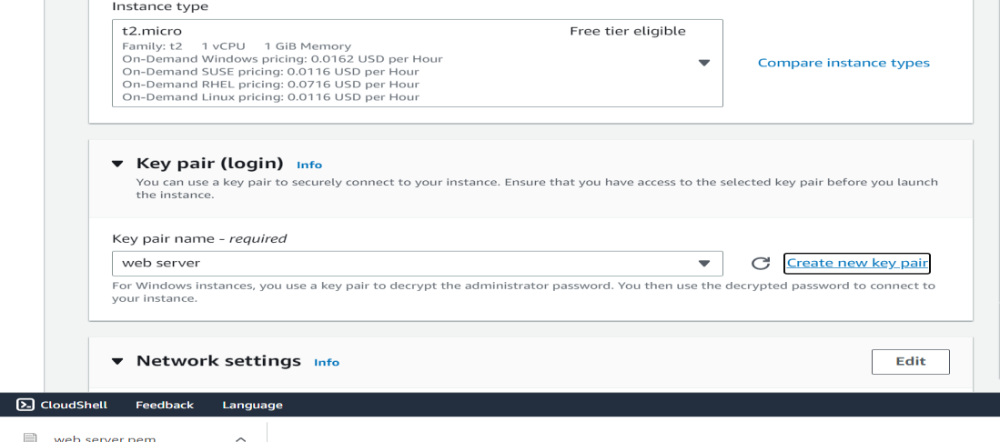 Instance type
t2.micro Free tier eligible
Family: t2 1 vCPU 1 GiB Memory
On-Demand Windows pricing: 0.0162 USD per Hour
On-Demand SUSE pricing: 0.0116 USD per Hour
On-Demand RHEL pricing: 0.0716 USD per Hour
On-Demand Linux pricing: 0.0116 USD per Hour
Compare instance types
Key pair (login) Info
You can use a key pair to securely connect to your instance. Ensure that you have access to the selected key pair before you launch
the instance.
Key pair name - required
web server
Create new key pair
For Windows instances, you use a key pair to decrypt the administrator password. You then use the decrypted password to connect to
your instance.
Network settings Info
Edit
CloudShell Feedback Language
web server.pem